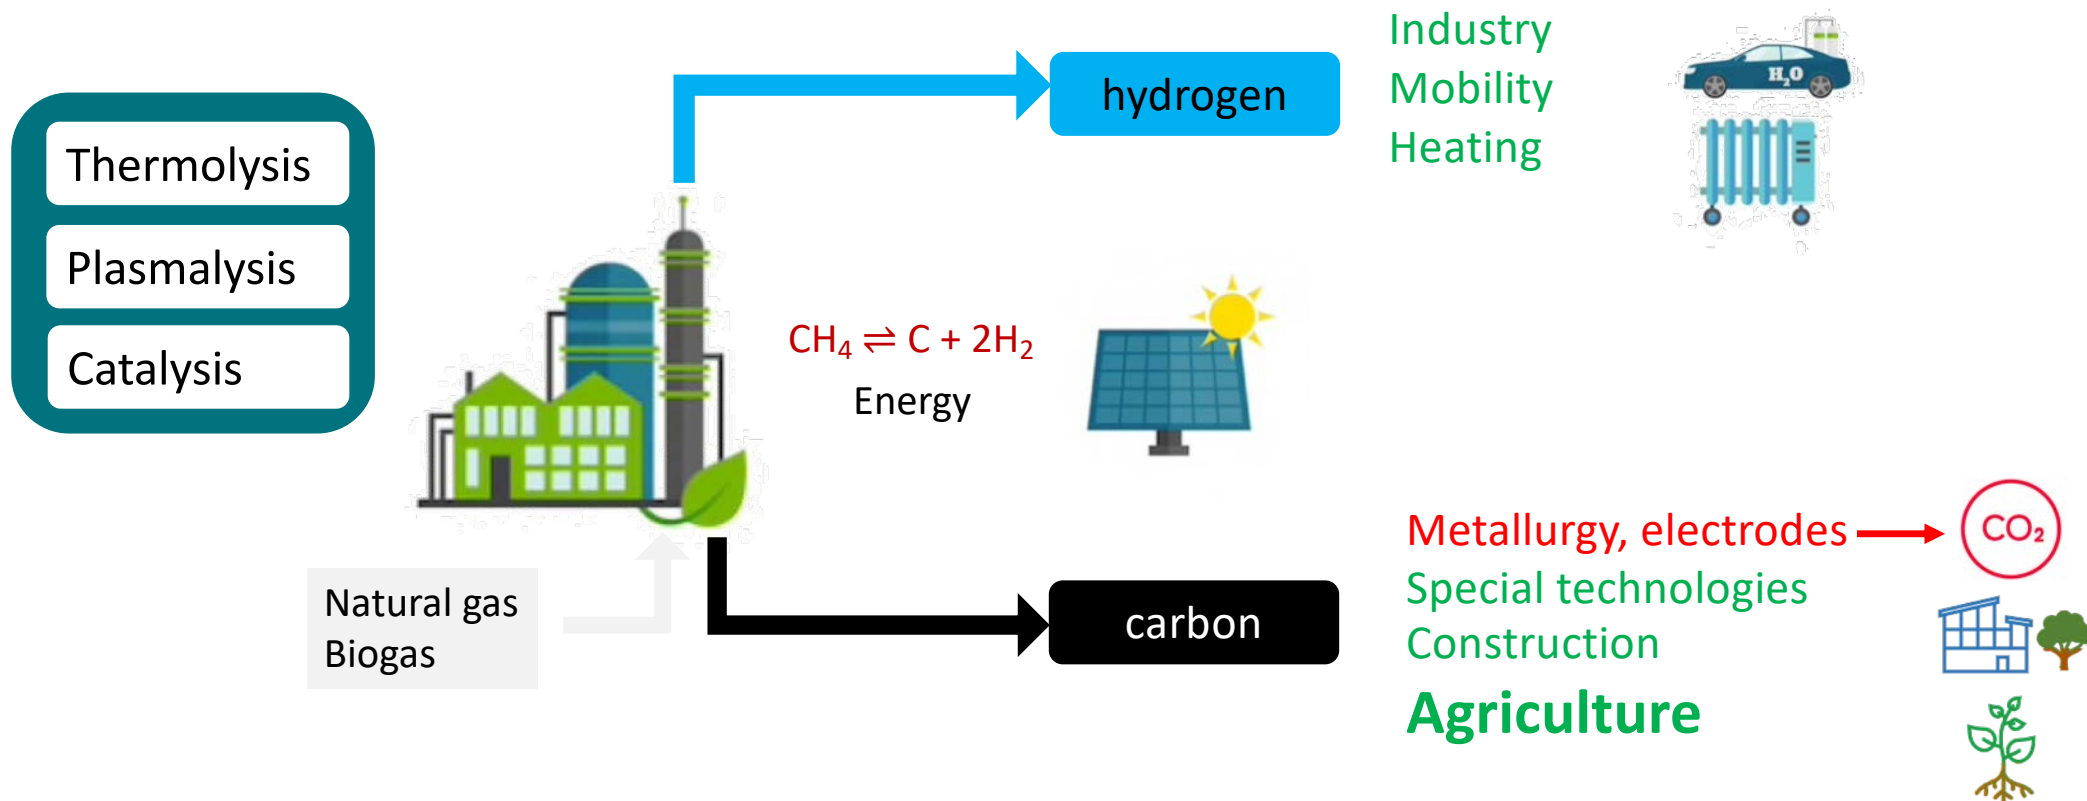 Thermolysis
Plasmalysis
Catalysis
hydrogen
Industry
Mobility
Heating
H₂O
CH₄ ⇌ C + 2H₂
Energy
Natural gas
Biogas
carbon
Metallurgy, electrodes
CO₂
Special technologies
Construction
Agriculture